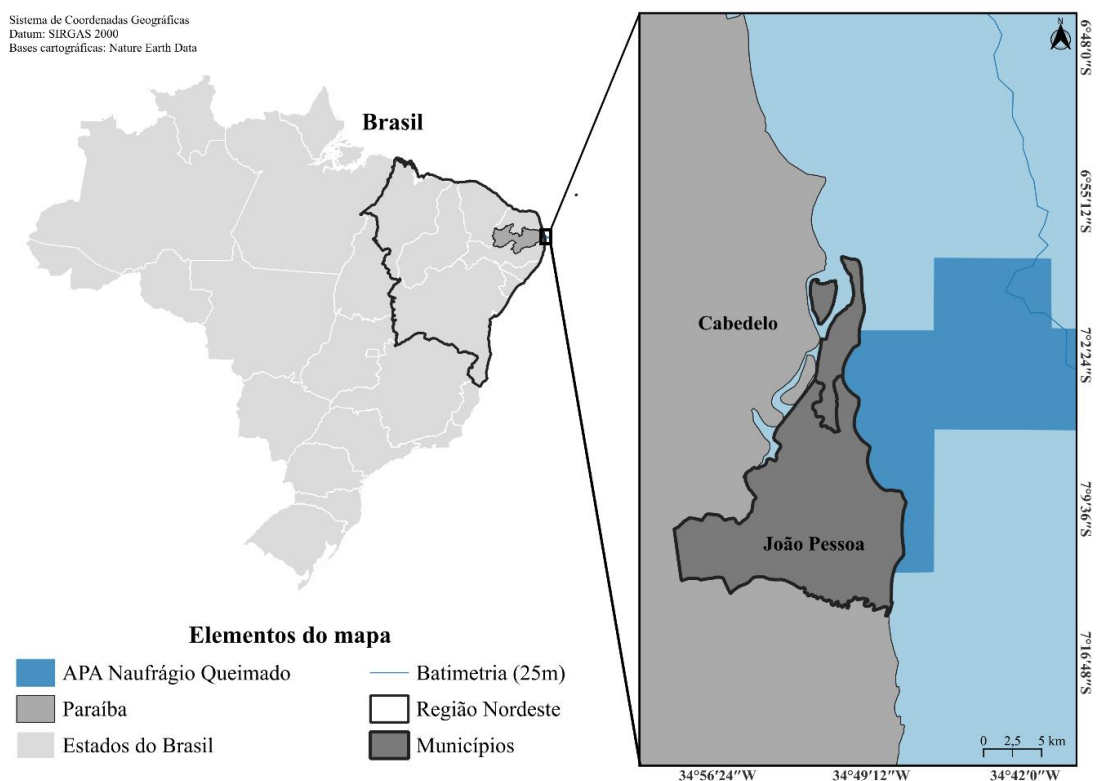 Sistema de Coordenadas Geográficas
Datum: SIRGAS 2000
Bases cartográficas: Nature Earth Data
Brasil
Elementos do mapa
APA Naufrágio Queimado
Paraíba
Estados do Brasil
Batimetria (25m)
Região Nordeste
Municípios
Cabedelo
João Pessoa
6°48′0″S
6°55′12″S
7°2′24″S
7°9′36″S
7°16′48″S
0 2,5 5 km
34°56′24″W 34°49′12″W 34°42′0″W